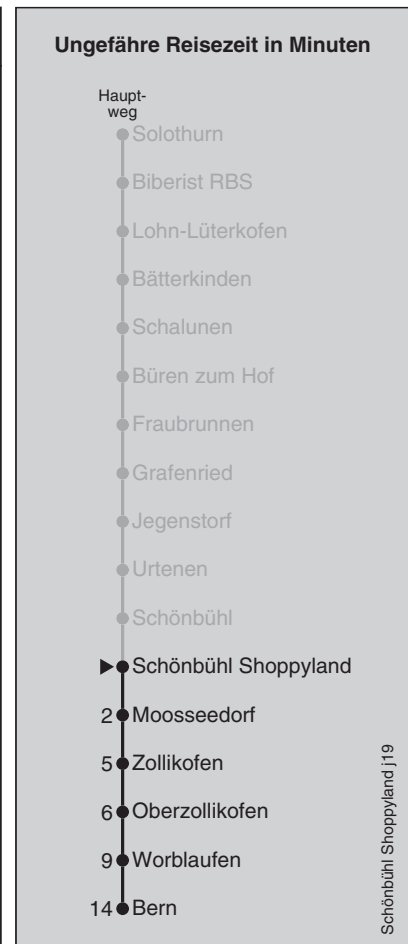 Ungefähre Reisezeit in Minuten
Haupt-
weg
Solothurn
Biberist RBS
Lohn-Lüterkofen
Bätterkinden
Schalunen
Büren zum Hof
Fraubrunnen
Grafenried
Jegenstorf
Urtenen
Schönbühl
Schönbühl Shoppyland
2 Moosseedorf
5 Zollikofen
6 Oberzollikofen
9 Worblaufen
14 Bern
Schönbühl Shoppyland j19